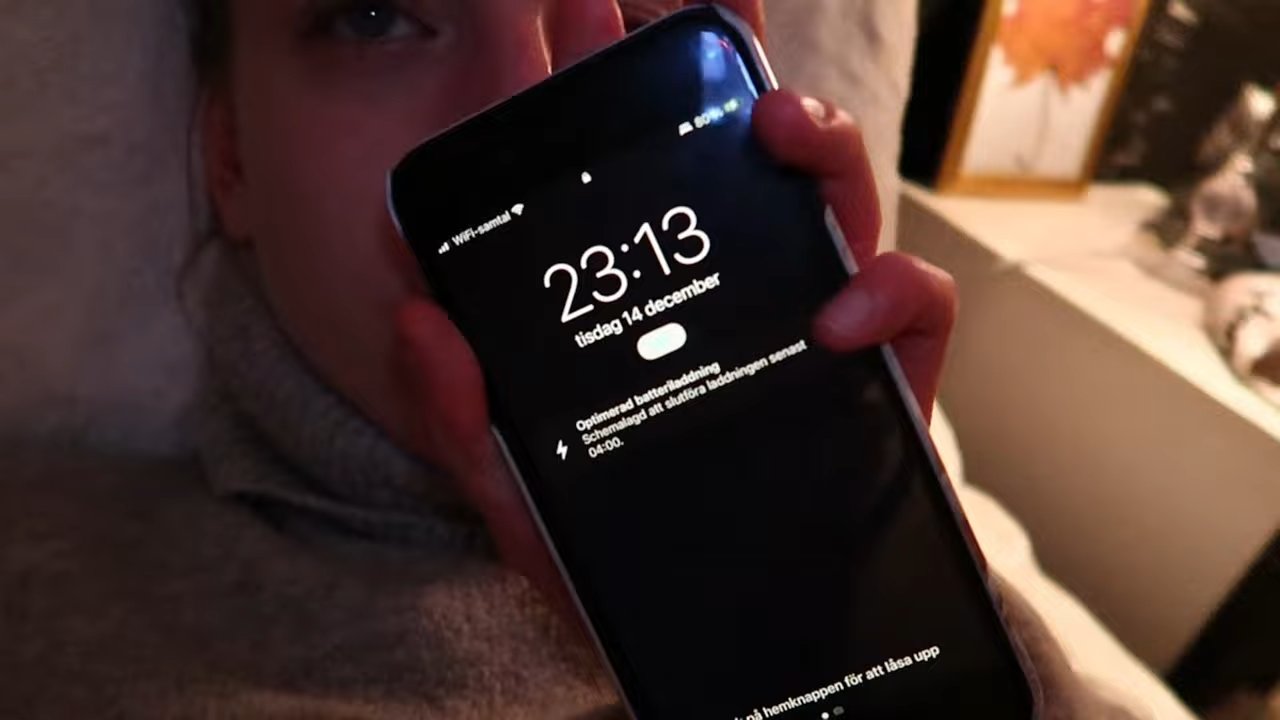 WiFi-samtal
80%
23:13
tisdag 14 december
Optimerad batteriladdning
Schemalagd att slutföra laddningen senast
04:00.
på hemknappen för att låsa upp